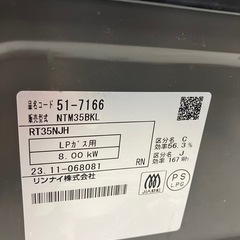 品名コード 51-7166
販売型式 NTM35BKL
RT35NJH
LPガス用
8.00 kW
23.11-068081
リンナイ株式会社
RN
区分名 C
効率56.3%
区分名 J
効率 167 Wh
JIA
PS
LPG